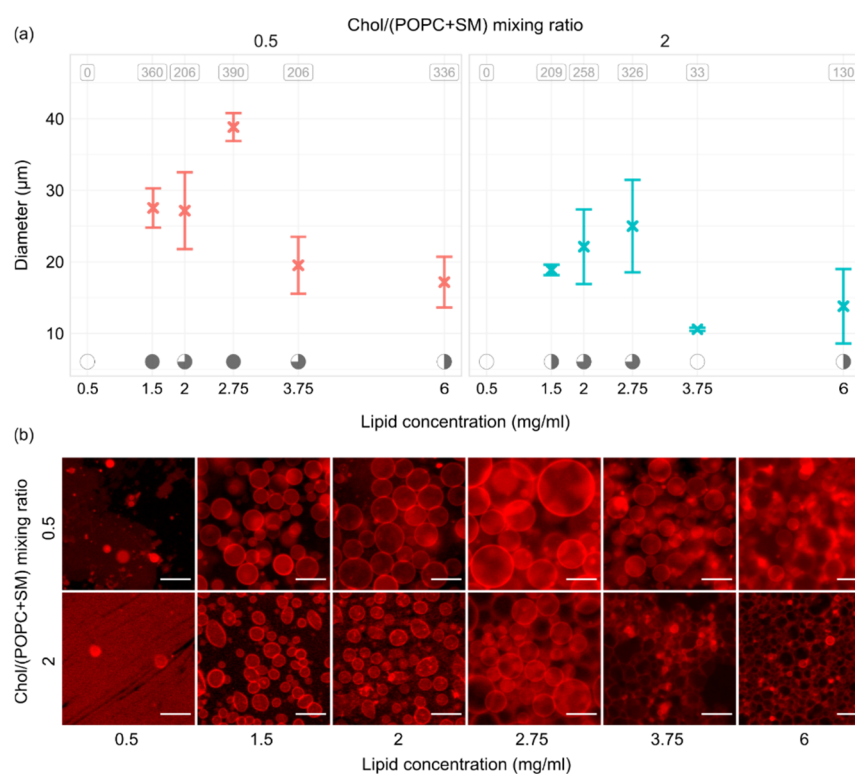 (a)
Chol/(POPC+SM) mixing ratio
0.5 2
0 360 206 390 206 336 0 209 258 326 33 130
40
30
20
10
Diameter (μm)
0.5 1.5 2 2.75 3.75 6 0.5 1.5 2 2.75 3.75 6
Lipid concentration (mg/ml)
(b)
Chol/(POPC+SM) mixing ratio
0.5
2
0.5 1.5 2 2.75 3.75 6
Lipid concentration (mg/ml)